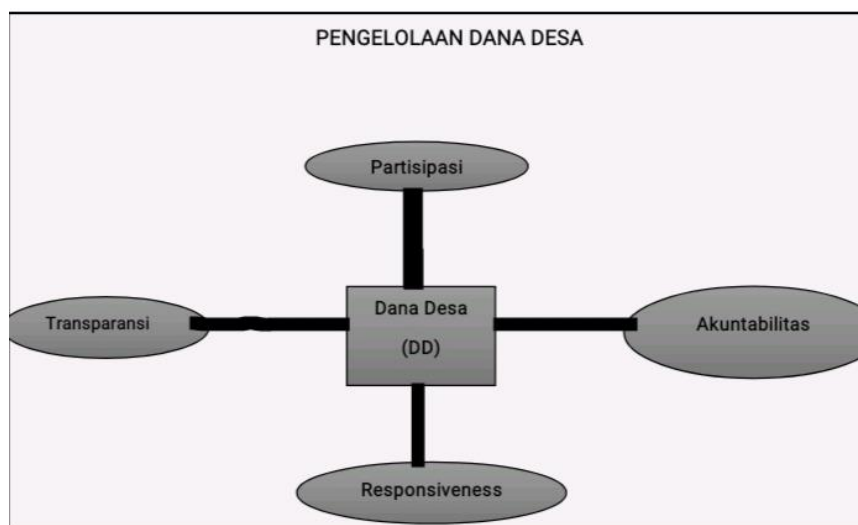 PENGELOLAAN DANA DESA
Partisipasi
Transparansi
Dana Desa
(DD)
Akuntabilitas
Responsiveness